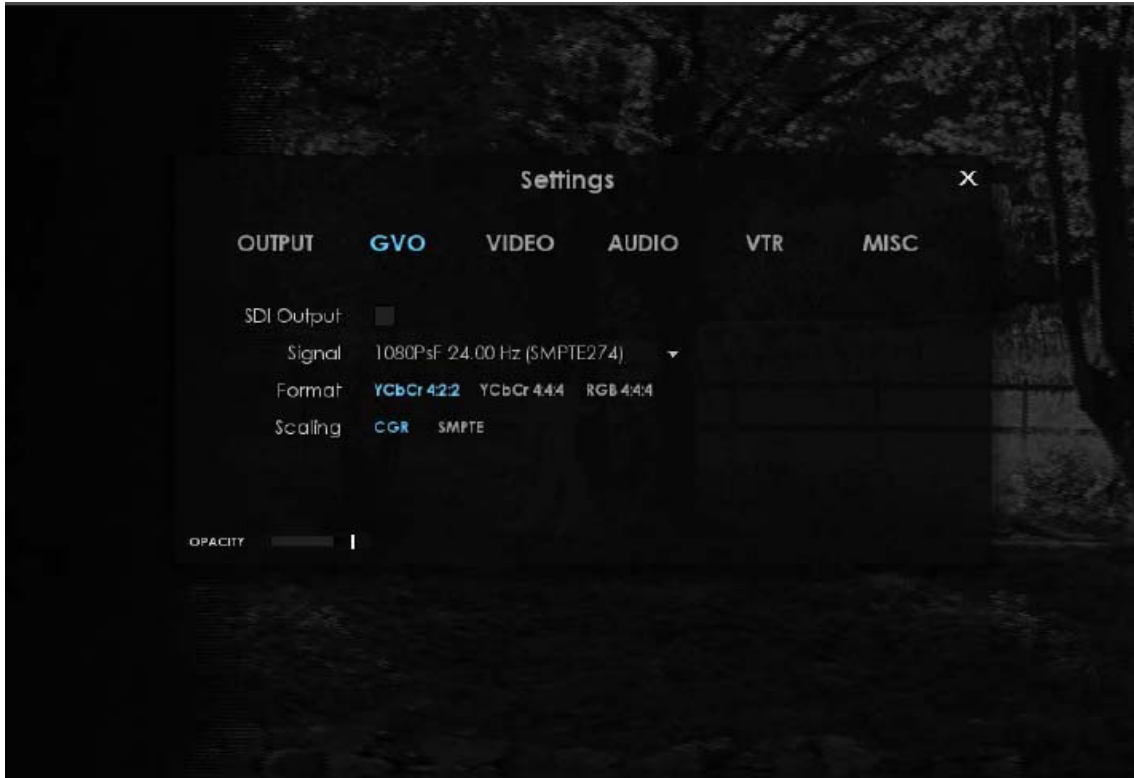 Settings X
OUTPUT GVO VIDEO AUDIO VTR MISC
SDI Output
Signal 1080PsF 24.00 Hz (SMPTE274)
Format YCbCr 4:2:2 YCbCr 4:4:4 RGB 4:4:4
Scaling CGR SMPTE
OPACITY